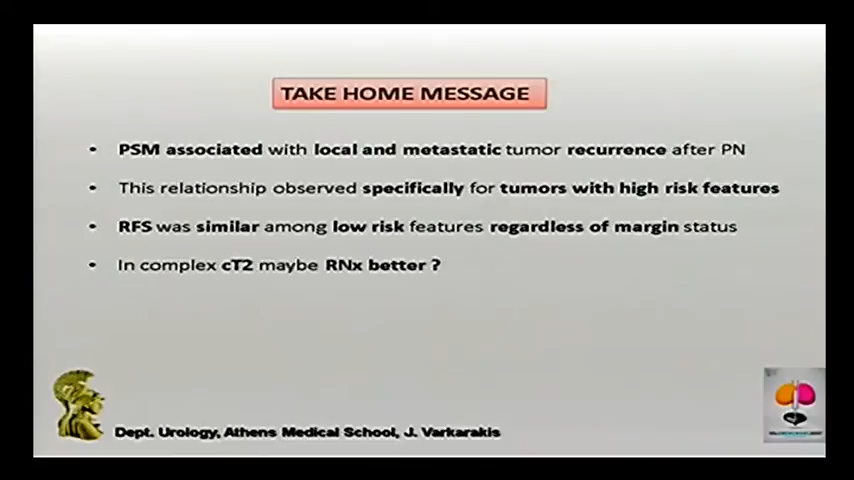 TAKE HOME MESSAGE
• PSM associated with local and metastatic tumor recurrence after PN
• This relationship observed specifically for tumors with high risk features
• RFS was similar among low risk features regardless of margin status
• In complex cT2 maybe RNx better ?
Dept. Urology, Athens Medical School, J. Varkarakis